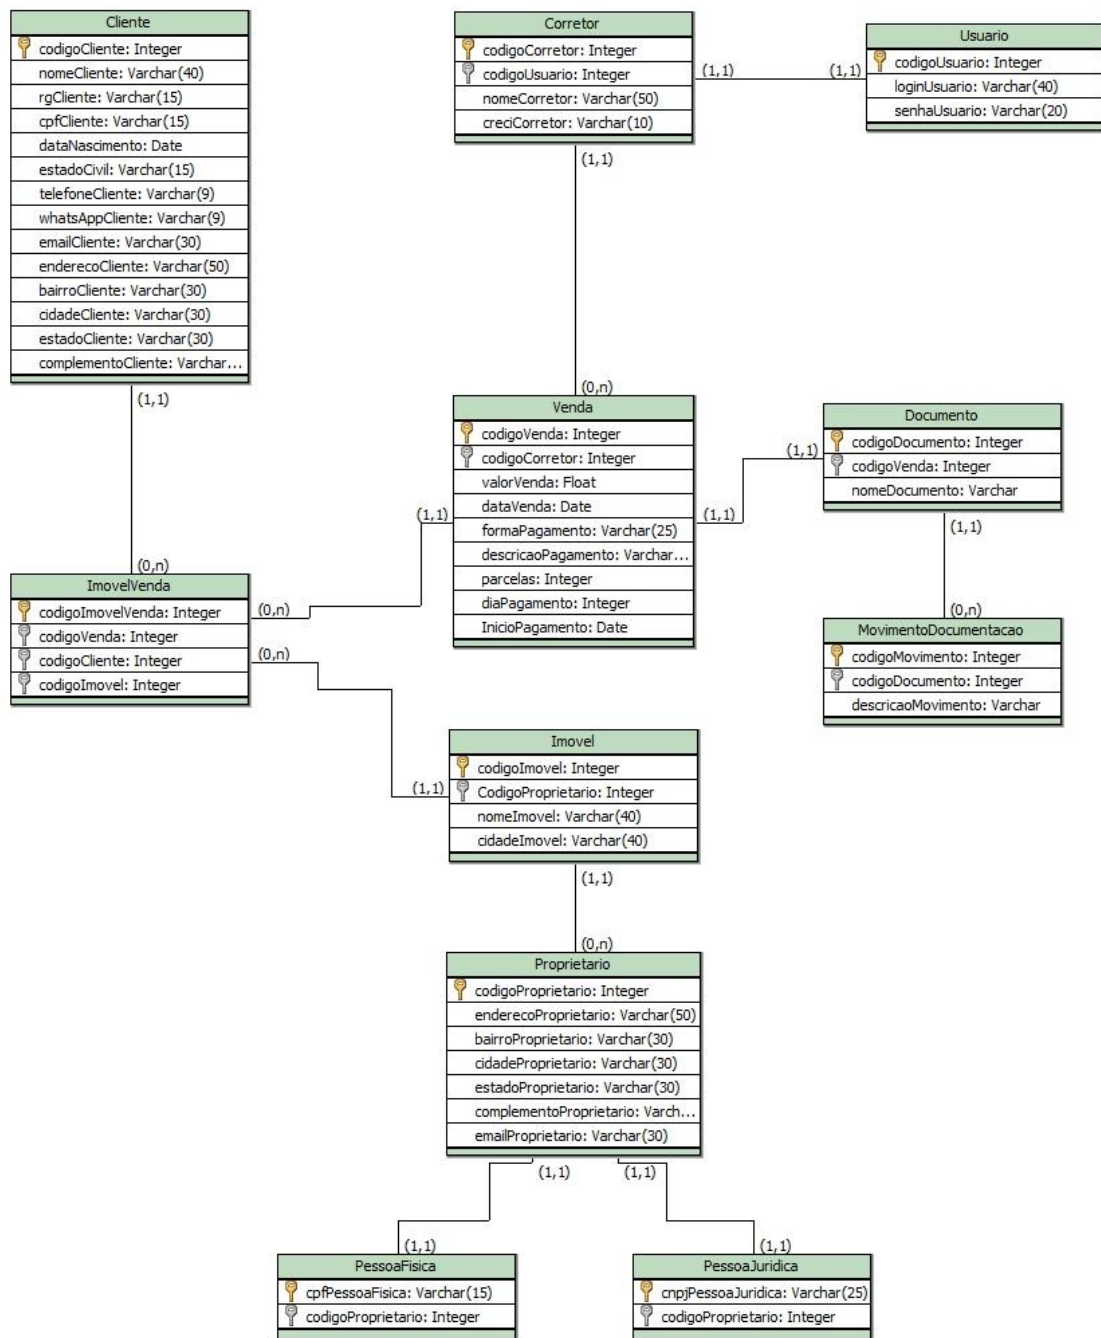 Cliente
codigoCliente: Integer
nomeCliente: Varchar(40)
rgCliente: Varchar(15)
cpfCliente: Varchar(15)
dataNascimento: Date
estadoCivil: Varchar(15)
telefoneCliente: Varchar(9)
whatsAppCliente: Varchar(9)
emailCliente: Varchar(30)
enderecoCliente: Varchar(50)
bairroCliente: Varchar(30)
cidadeCliente: Varchar(30)
estadoCliente: Varchar(30)
complementoCliente: Varchar...
(1,1)
(0,n)
Corretor
codigoCorretor: Integer
codigoUsuario: Integer
nomeCorretor: Varchar(50)
creciCorretor: Varchar(10)
(1,1)
(1,1)
Usuario
codigoUsuario: Integer
loginUsuario: Varchar(40)
senhaUsuario: Varchar(20)
(1,1)
(0,n)
Venda
codigoVenda: Integer
codigoCorretor: Integer
valorVenda: Float
dataVenda: Date
formaPagamento: Varchar(25)
descricaoPagamento: Varchar...
parcelas: Integer
diaPagamento: Integer
InicioPagamento: Date
(1,1)
(1,1)
(1,1)
Documento
codigoDocumento: Integer
codigoVenda: Integer
nomeDocumento: Varchar
(1,1)
(0,n)
MovimentoDocumentacao
codigoMovimento: Integer
codigoDocumento: Integer
descricaoMovimento: Varchar
ImovelVenda
codigoImovelVenda: Integer
codigoVenda: Integer
codigoCliente: Integer
codigoImovel: Integer
(0,n)
(0,n)
(1,1)
Imovel
codigoImovel: Integer
CodigoProprietario: Integer
nomeImovel: Varchar(40)
cidadeImovel: Varchar(40)
(1,1)
(0,n)
Proprietario
codigoProprietario: Integer
enderecoProprietario: Varchar(50)
bairroProprietario: Varchar(30)
cidadeProprietario: Varchar(30)
estadoProprietario: Varchar(30)
complementoProprietario: Varch...
emailProprietario: Varchar(30)
(1,1)
(1,1)
(1,1)
(1,1)
PessoaFisica
cpfPessoaFisica: Varchar(15)
codigoProprietario: Integer
PessoaJuridica
cnpjPessoaJuridica: Varchar(25)
codigoProprietario: Integer